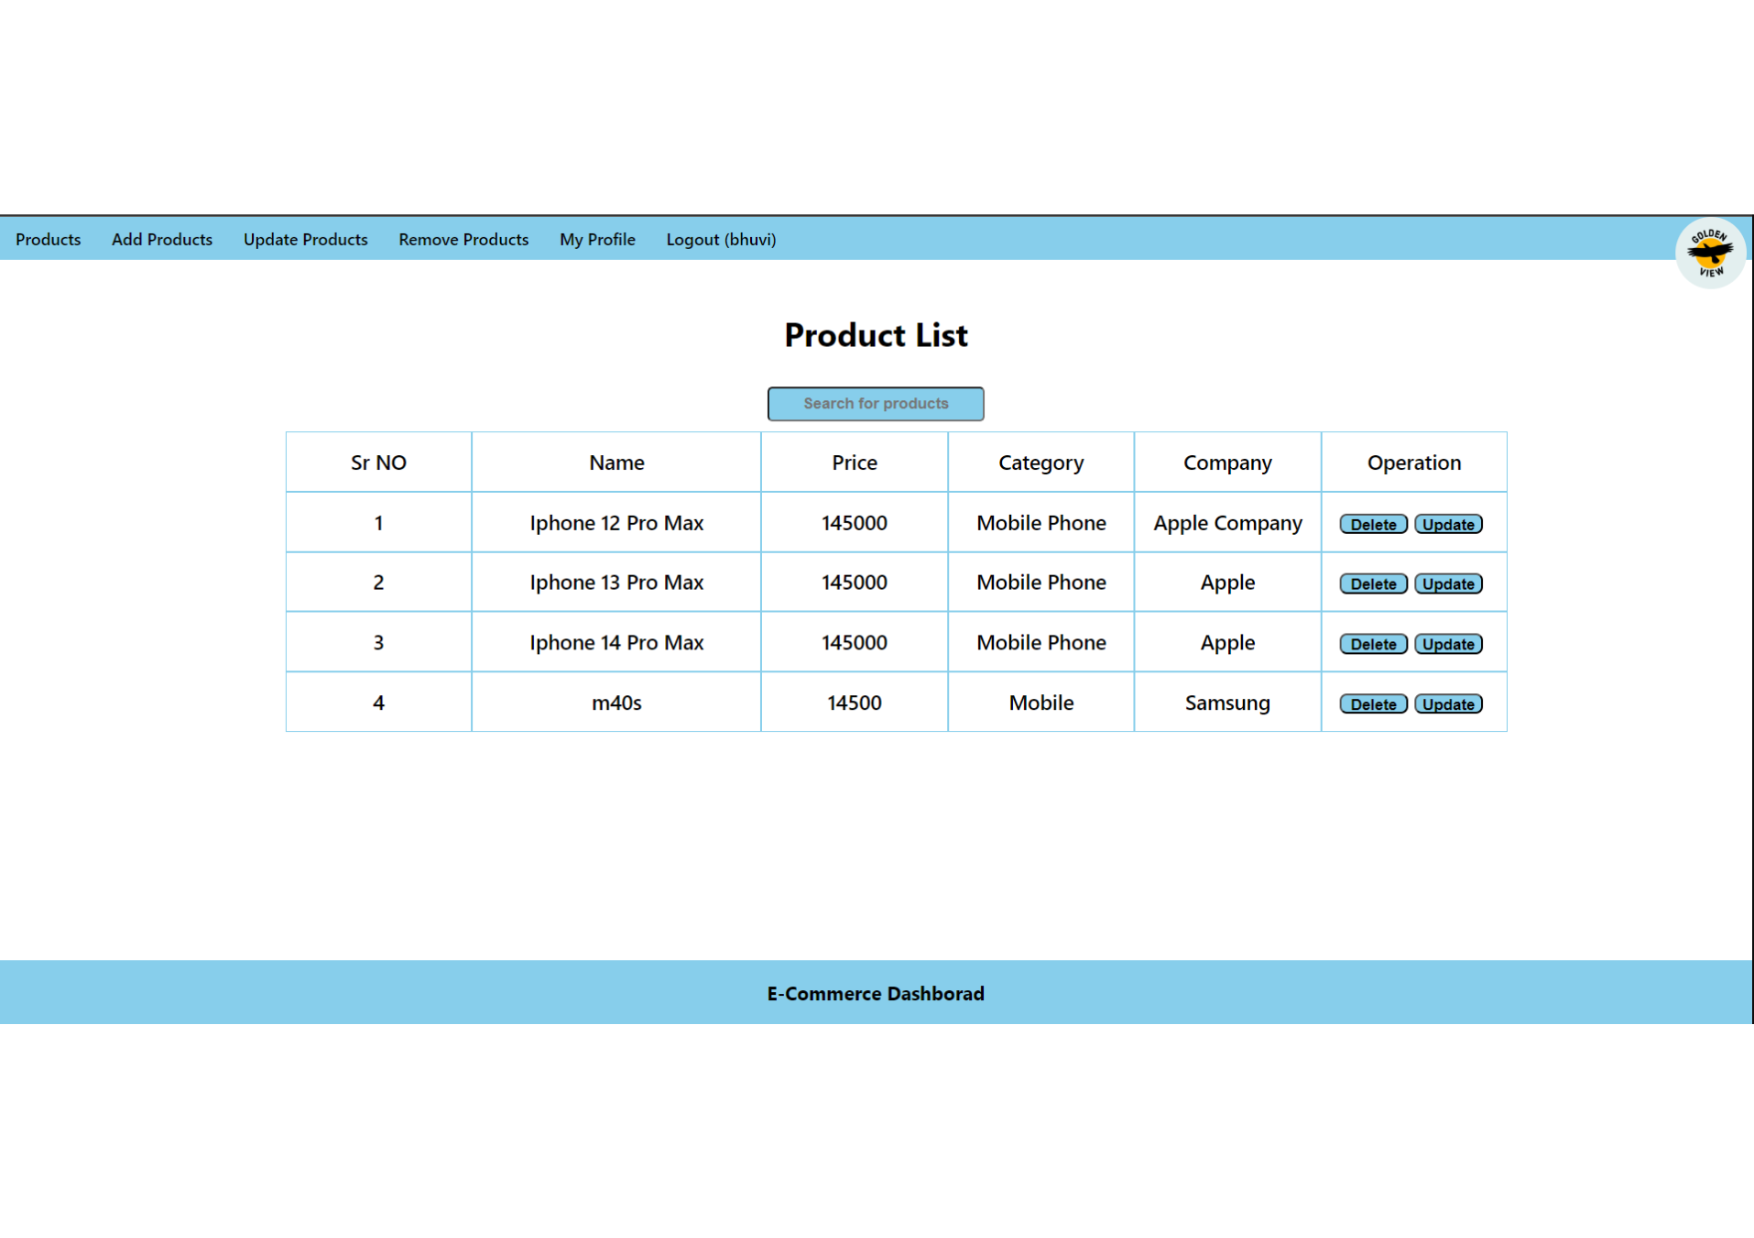 Products Add Products Update Products Remove Products My Profile Logout (bhuvi)
GOLDEN
VIEW
Product List
Search for products
Sr NO Name Price Category Company Operation
1 Iphone 12 Pro Max 145000 Mobile Phone Apple Company Delete Update
2 Iphone 13 Pro Max 145000 Mobile Phone Apple Delete Update
3 Iphone 14 Pro Max 145000 Mobile Phone Apple Delete Update
4 m40s 14500 Mobile Samsung Delete Update
E-Commerce Dashborad